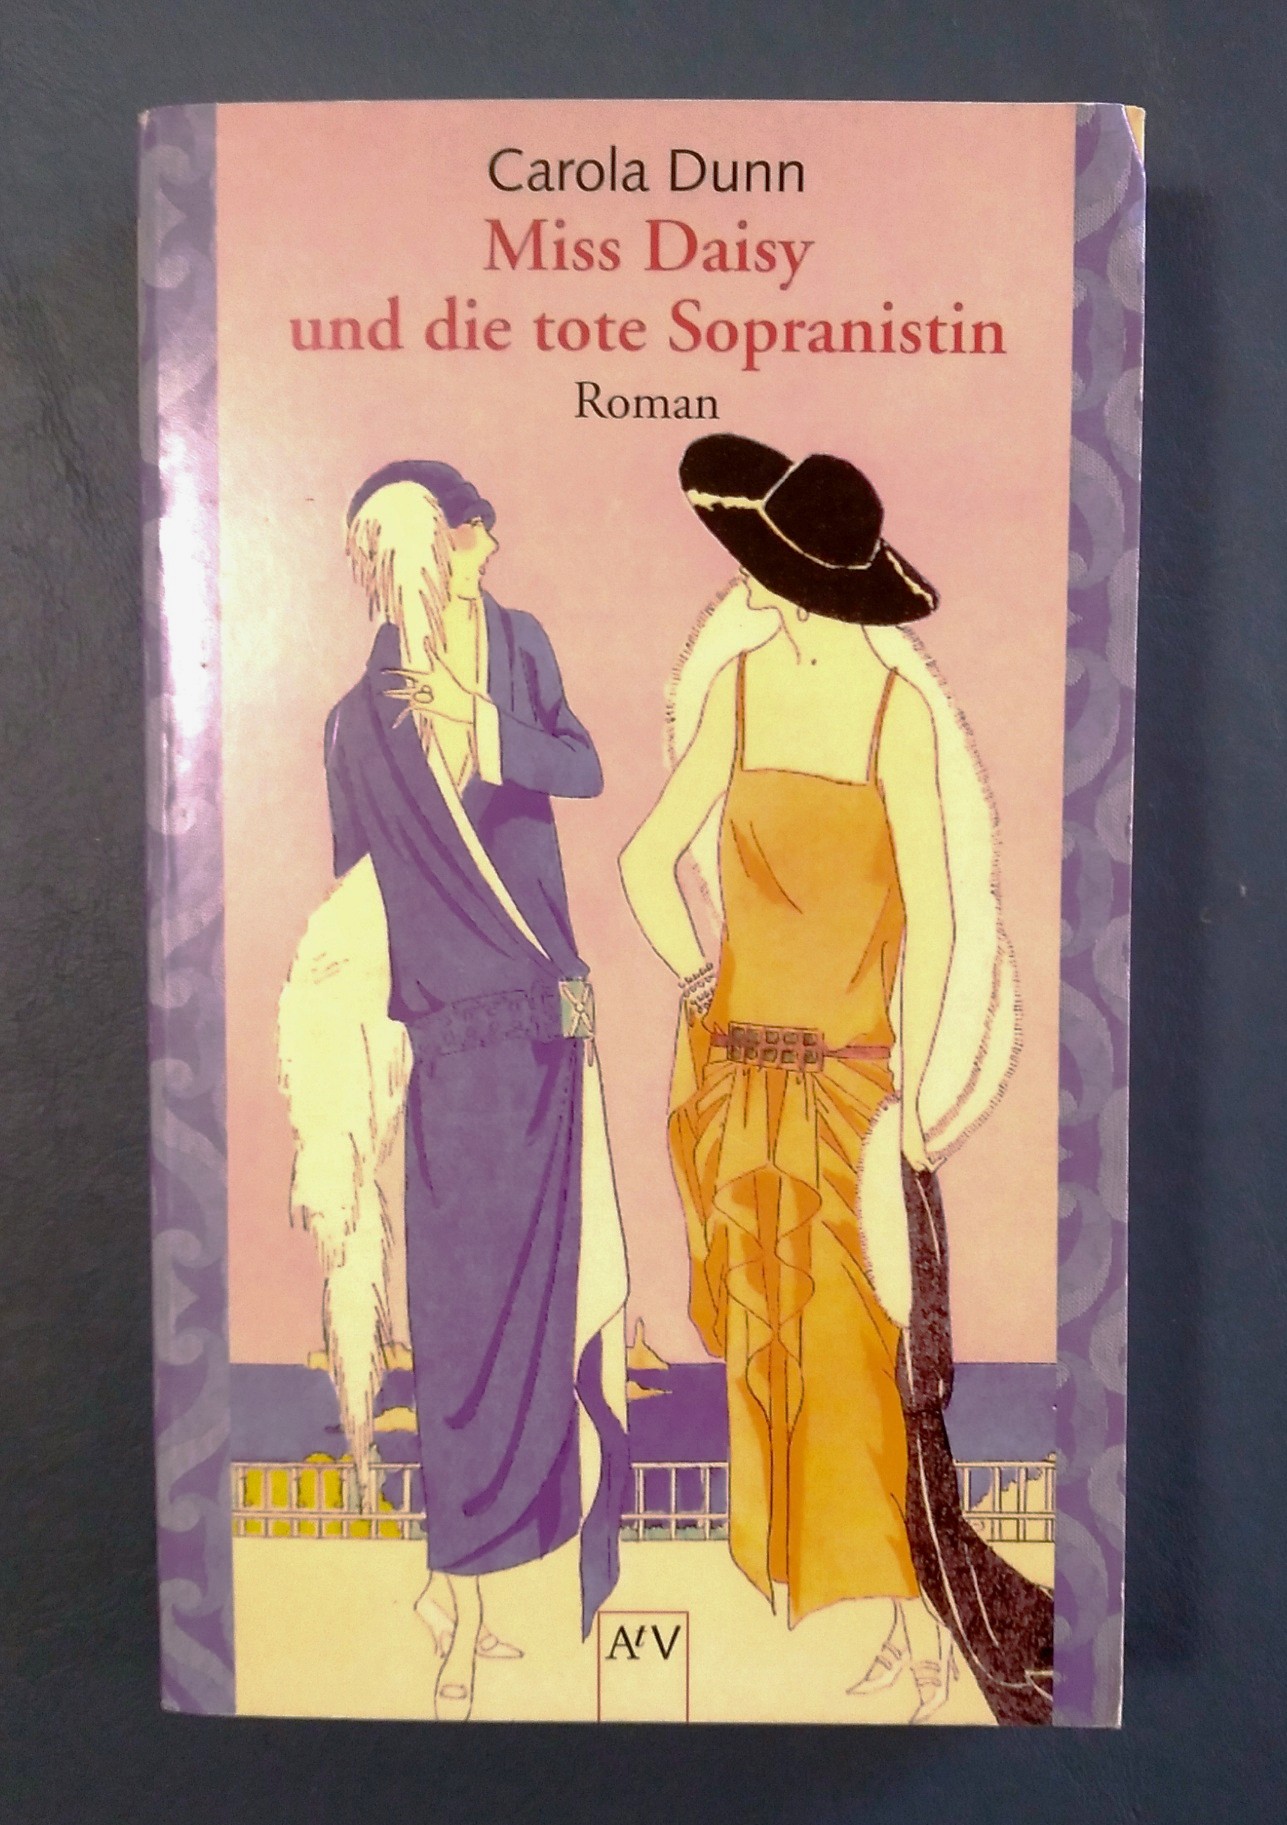 Carola Dunn
Miss Daisy
und die tote Sopranistin
Roman
AtV